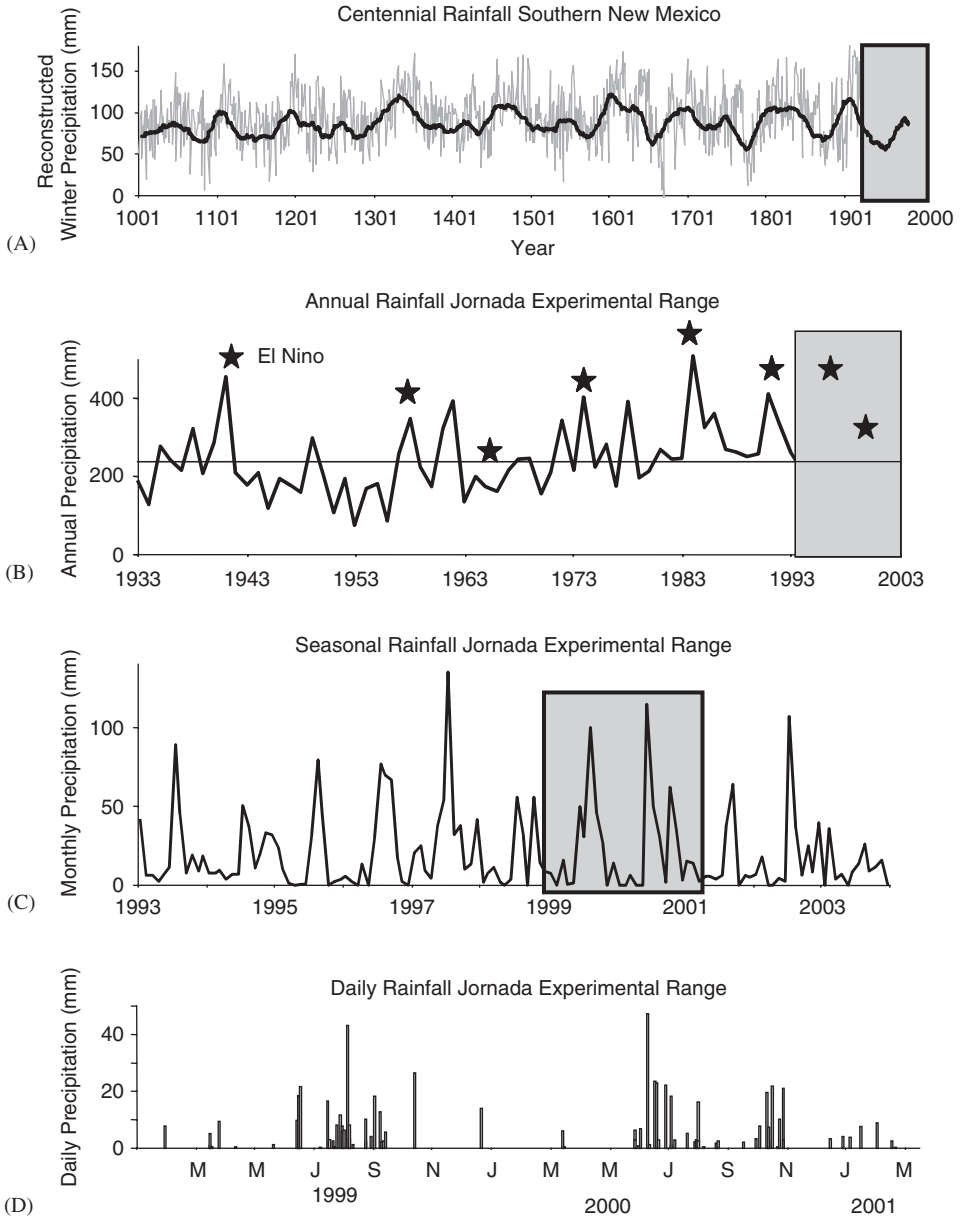 Centennial Rainfall Southern New Mexico
Reconstructed
Winter Precipitation (mm)
150
100
50
0
1001 1101 1201 1301 1401 1501 1601 1701 1801 1901 2000
Year
(A)
Annual Rainfall Jornada Experimental Range
El Nino
Annual Precipitation (mm)
400
200
0
1933 1943 1953 1963 1973 1983 1993 2003
(B)
Seasonal Rainfall Jornada Experimental Range
Monthly Precipitation (mm)
100
50
0
1993 1995 1997 1999 2001 2003
(C)
Daily Rainfall Jornada Experimental Range
Daily Precipitation (mm)
40
20
0
M M J S N J M M J S N J M
1999 2000 2001
(D)